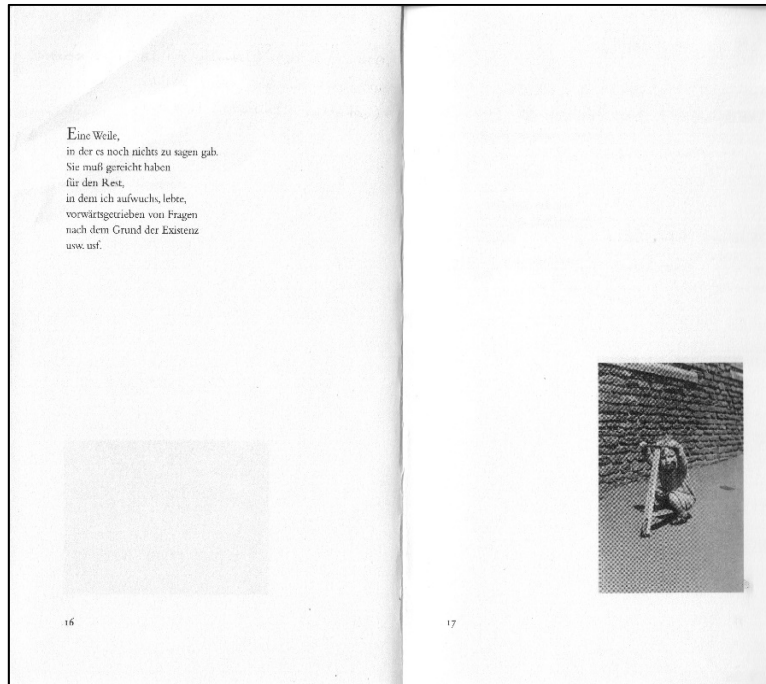 Eine Weile,
in der es noch nichts zu sagen gab.
Sie muß gereicht haben
für den Rest,
in dem ich aufwuchs, lebte,
vorwärtsgetrieben von Fragen
nach dem Grund der Existenz
usw. usf.
16
17